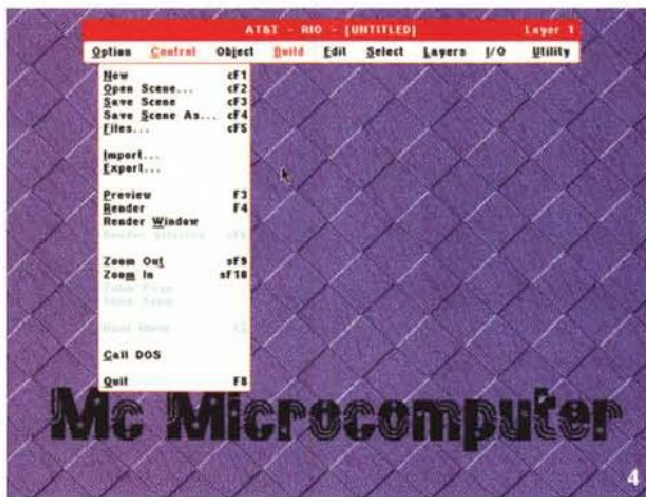 AT&T - RIO - [UNTITLED] Layer 1
Option Control Object Build Edit Select Layers I/O Utility
New cF1
Open Scene... cF2
Save Scene cF3
Save Scene As... cF4
Files... cF5
Import...
Export...
Preview F3
Render F4
Render Window
Render Selected
Zoom Out sF9
Zoom In sF10
Call DOS
Quit F8
Mc Microcomputer
4